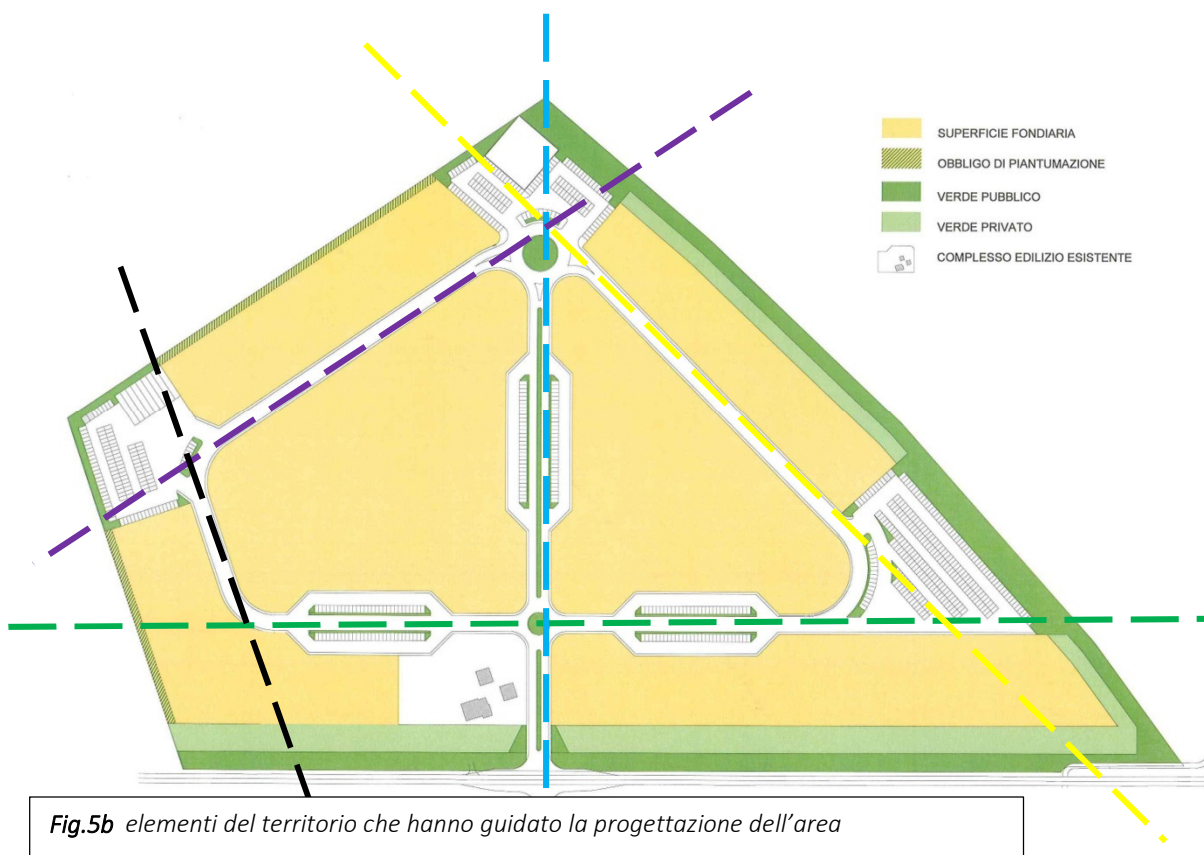 SUPERFICIE FONDIARIA
OBBLIGO DI PIANTUMAZIONE
VERDE PUBBLICO
VERDE PRIVATO
COMPLESSO EDILIZIO ESISTENTE
Fig.5b elementi del territorio che hanno guidato la progettazione dell’area